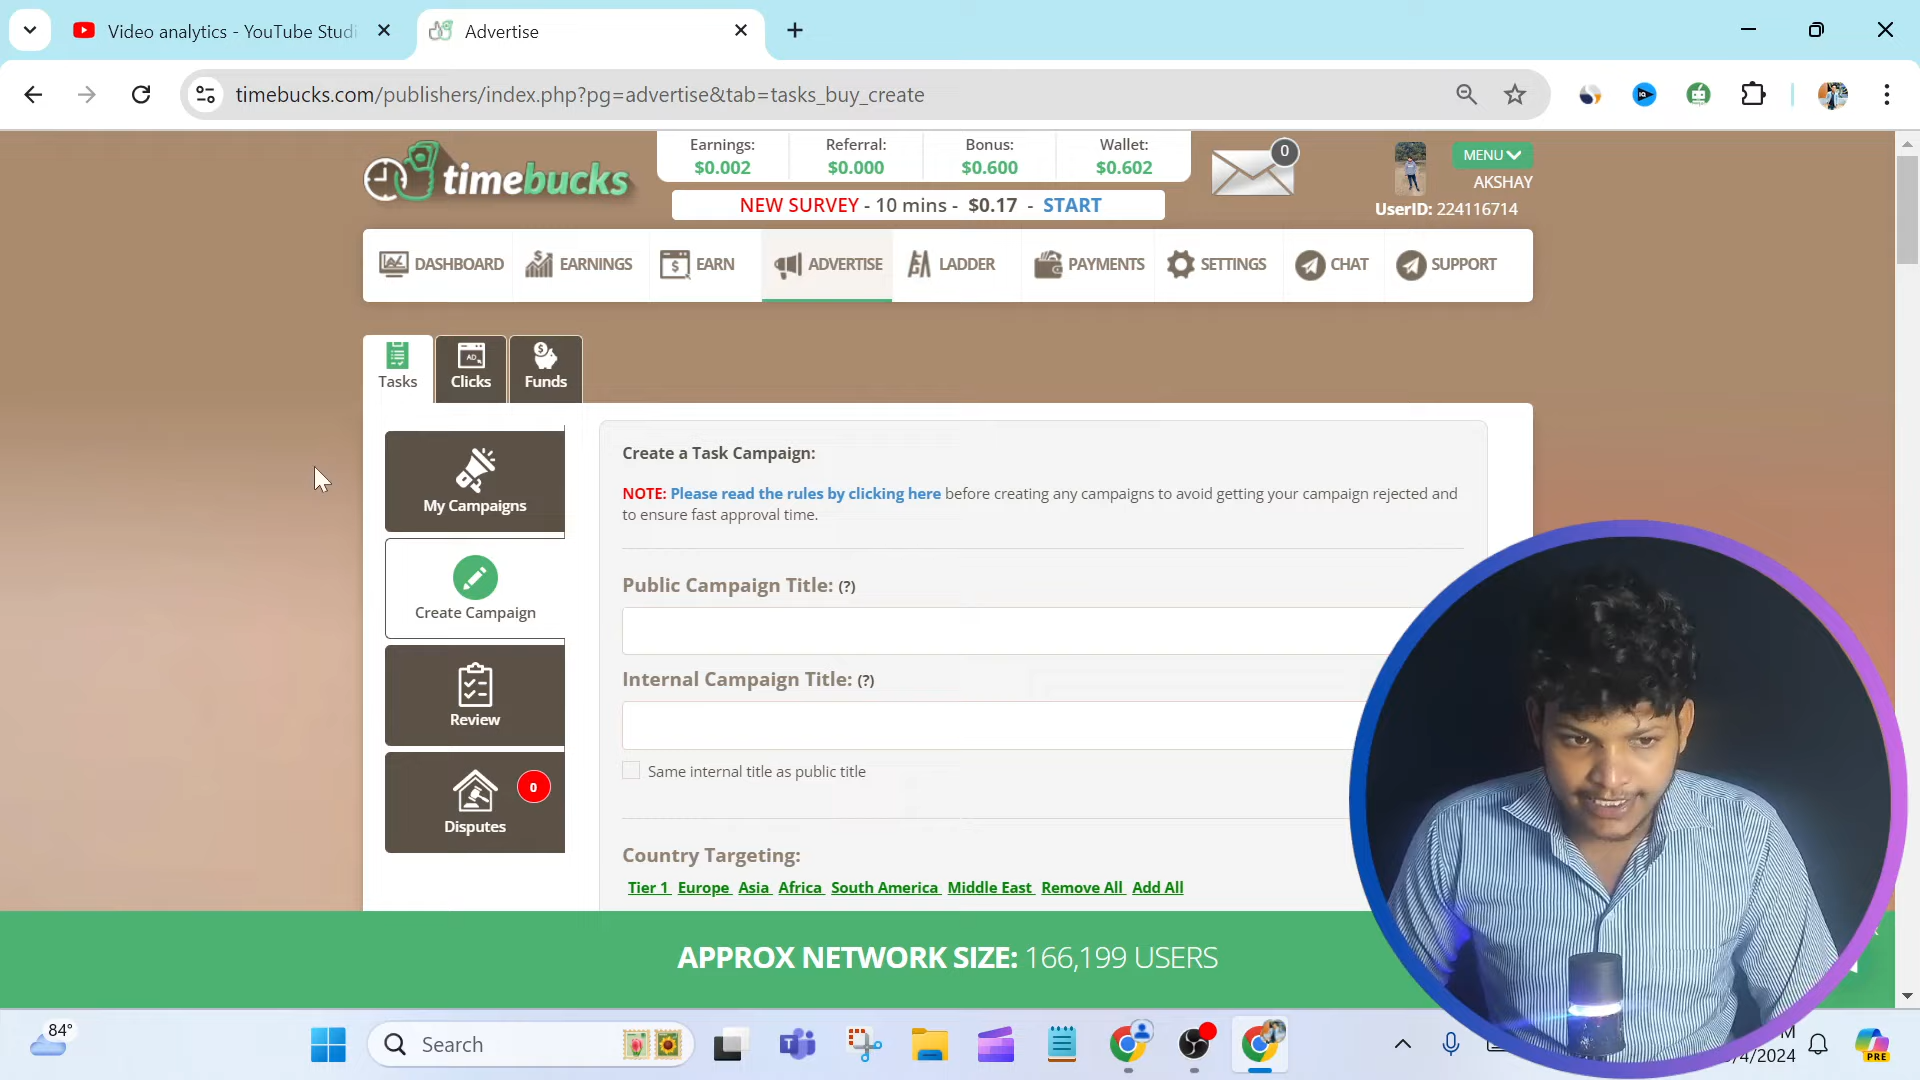 Video analytics - YouTube Studi
Advertise
timebucks.com/publishers/index.php?pg=advertise&tab=tasks_buy_create
timebucks
Earnings:
$0.002
Referral:
$0.000
Bonus:
$0.600
Wallet:
$0.602
0
MENU
AKSHAY
UserID: 224116714
NEW SURVEY - 10 mins - $0.17 - START
DASHBOARD
EARNINGS
EARN
ADVERTISE
LADDER
PAYMENTS
SETTINGS
CHAT
SUPPORT
Tasks
Clicks
Funds
My Campaigns
Create Campaign
Review
0
Disputes
Create a Task Campaign:
NOTE: Please read the rules by clicking here before creating any campaigns to avoid getting your campaign rejected and
to ensure fast approval time.
Public Campaign Title: (?)
Internal Campaign Title: (?)
Same internal title as public title
Country Targeting:
Tier 1 Europe Asia Africa South America Middle East Remove All Add All
APPROX NETWORK SIZE: 166,199 USERS
84°
Search
M
/4/2024
PRE